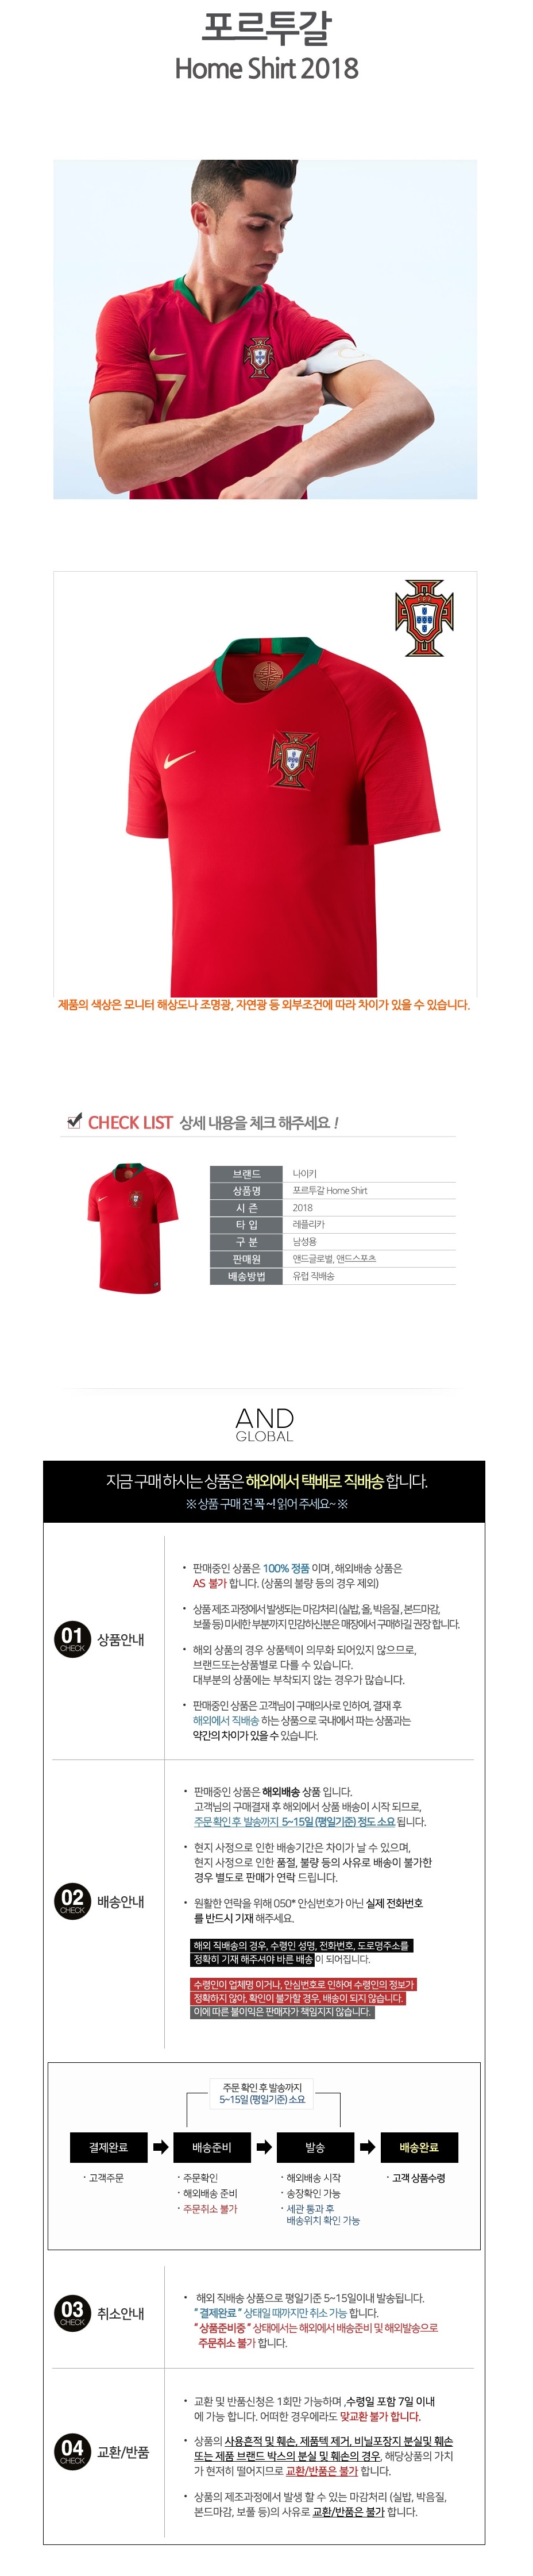 포르투갈
Home Shirt 2018
7
제품의 색상은 모니터 해상도나 조명광, 자연광 등 외부조건에 따라 차이가 있을 수 있습니다.
CHECK LIST 상세 내용을 체크 해주세요 !
브랜드 나이키
상품명 포르투갈 Home Shirt
시 즌 2018
타 입 레플리카
구 분 남성용
판매원 앤드글로벌, 앤드스포츠
배송방법 유럽 직배송
AND
GLOBAL
지금 구매 하시는 상품은 해외에서 택배로 직배송 합니다.
※ 상품 구매 전 꼭 ~! 읽어 주세요~ ※
01
CHECK
상품안내
• 판매중인 상품은 100% 정품 이며 , 해외배송 상품은
AS 불가 합니다. (상품의 불량 등의 경우 제외)
• 상품 제조 과정에서 발생되는 마감처리 (실밥, 올, 박음질 , 본드마감,
보풀 등) 미세한 부분까지 민감하신분은 매장에서 구매하길 권장 합니다.
• 해외 상품의 경우 상품텍이 의무화 되어있지 않으므로,
브랜드또는상품별로 다를 수 있습니다.
대부분의 상품에는 부착되지 않는 경우가 많습니다.
• 판매중인 상품은 고객님이 구매의사로 인하여, 결재 후
해외에서 직배송 하는 상품으로 국내에서 파는 상품과는
약간의 차이가 있을 수 있습니다.
02
CHECK
배송안내
• 판매중인 상품은 해외배송 상품 입니다.
고객님의 구매결재 후 해외에서 상품 배송이 시작 되므로,
주문 확인 후 발송까지 5~15일 (평일기준) 정도 소요 됩니다.
• 현지 사정으로 인한 배송기간은 차이가 날 수 있으며,
현지 사정으로 인한 품절, 불량 등의 사유로 배송이 불가한
경우 별도로 판매가 연락 드립니다.
• 원활한 연락을 위해 050* 안심번호가 아닌 실제 전화번호
를 반드시 기재 해주세요.
해외 직배송의 경우, 수령인 성명, 전화번호, 도로명주소를
정확히 기재 해주셔야 바른 배송이 되어집니다.
수령인이 업체명 이거나, 안심번호로 인하여 수령인의 정보가
정확하지 않아, 확인이 불가할 경우, 배송이 되지 않습니다.
이에 따른 불이익은 판매자가 책임지지 않습니다.
주문 확인 후 발송까지
5~15일 (평일기준) 소요
결제완료 배송준비 발송 배송완료
· 고객주문
· 주문확인
· 해외배송 준비
· 주문취소 불가
· 해외배송 시작
· 송장확인 가능
· 세관 통과 후
배송위치 확인 가능
· 고객 상품수령
03
CHECK
취소안내
• 해외 직배송 상품으로 평일기준 5~15일이내 발송됩니다.
“ 결제완료 “ 상태일 때까지만 취소 가능 합니다.
“ 상품준비중 “ 상태에서는 해외에서 배송준비 및 해외발송으로
주문취소 불가 합니다.
04
CHECK
교환/반품
• 교환 및 반품신청은 1회만 가능하며 ,수령일 포함 7일 이내
에 가능 합니다. 어떠한 경우에라도 맞교환 불가 합니다.
• 상품의 사용흔적 및 훼손, 제품텍 제거, 비닐포장지 분실및 훼손
또는 제품 브랜드 박스의 분실 및 훼손의 경우, 해당상품의 가치
가 현저히 떨어지므로 교환/반품은 불가 합니다.
• 상품의 제조과정에서 발생 할 수 있는 마감처리 (실밥, 박음질,
본드마감, 보풀 등)의 사유로 교환/반품은 불가 합니다.